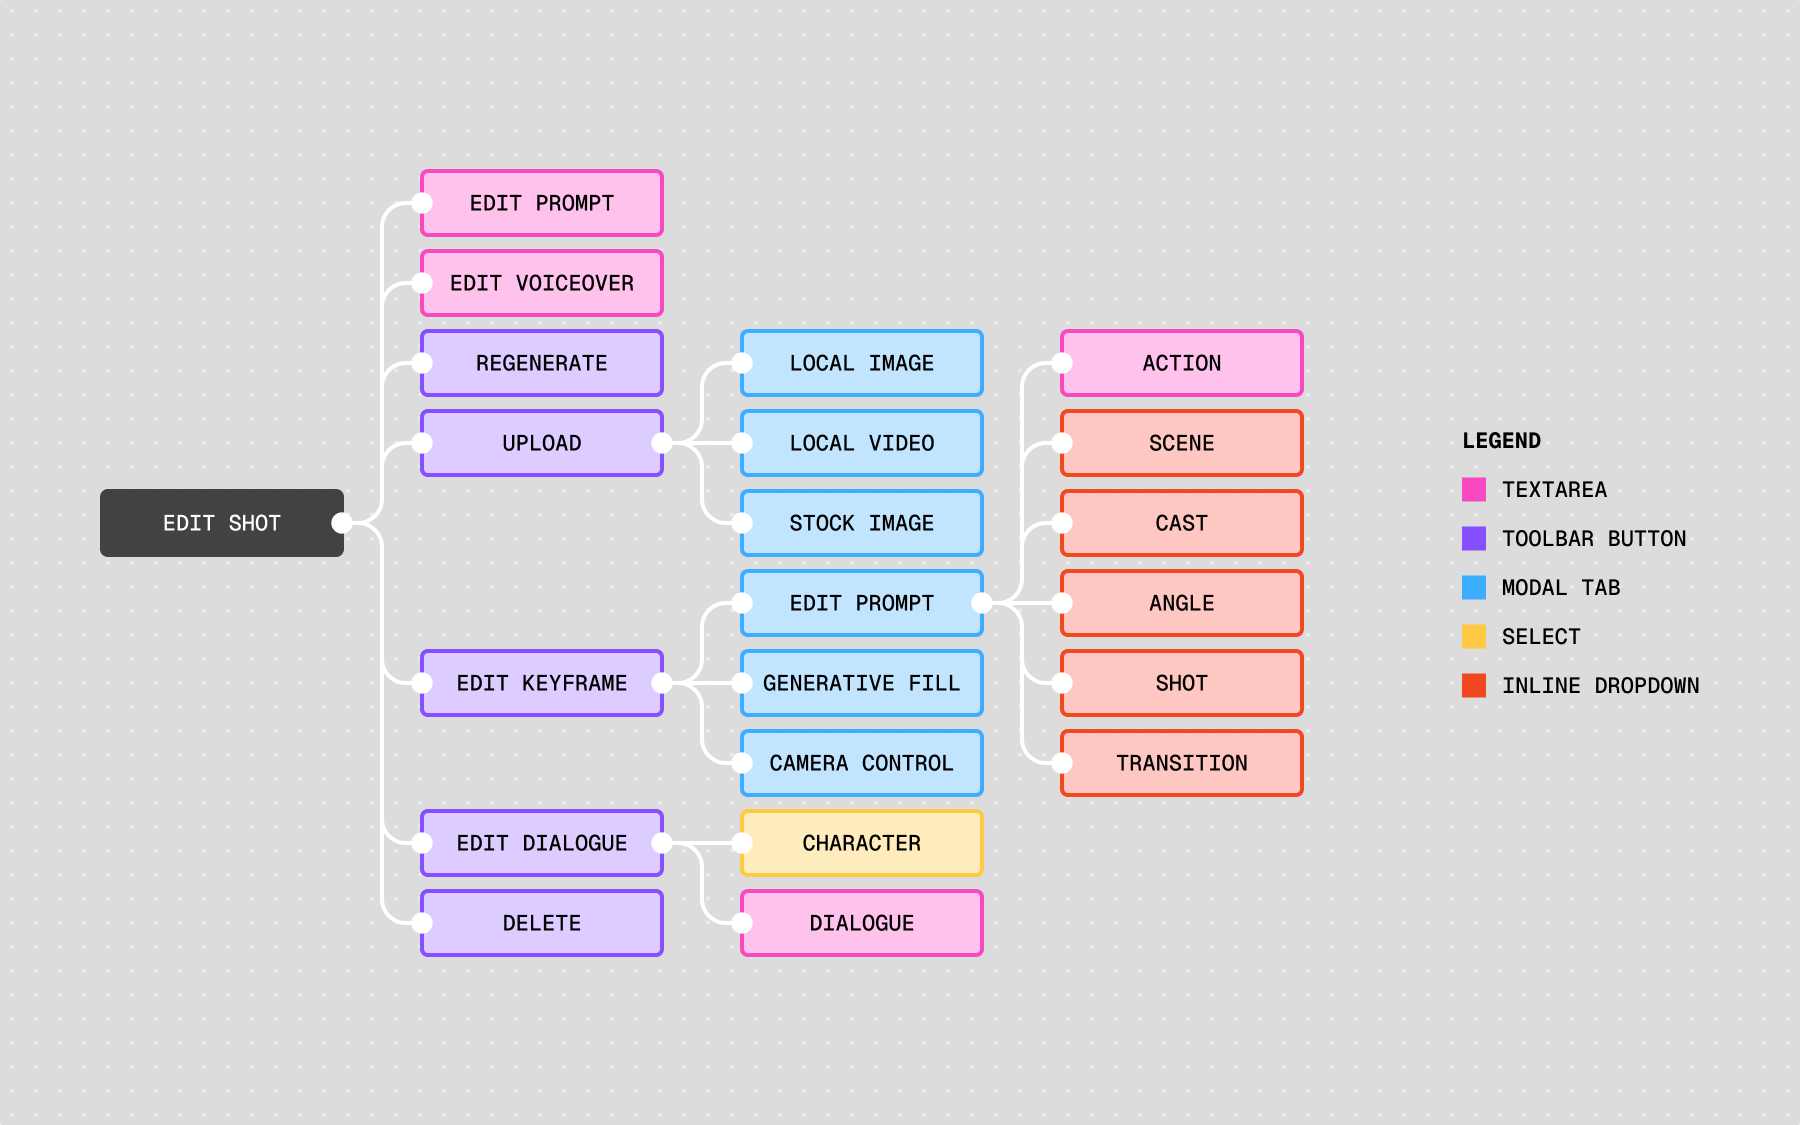 EDIT SHOT
EDIT PROMPT
EDIT VOICEOVER
REGENERATE
UPLOAD
EDIT KEYFRAME
EDIT DIALOGUE
DELETE
LOCAL IMAGE
LOCAL VIDEO
STOCK IMAGE
EDIT PROMPT
GENERATIVE FILL
CAMERA CONTROL
CHARACTER
DIALOGUE
ACTION
SCENE
CAST
ANGLE
SHOT
TRANSITION
LEGEND
TEXTAREA
TOOLBAR BUTTON
MODAL TAB
SELECT
INLINE DROPDOWN